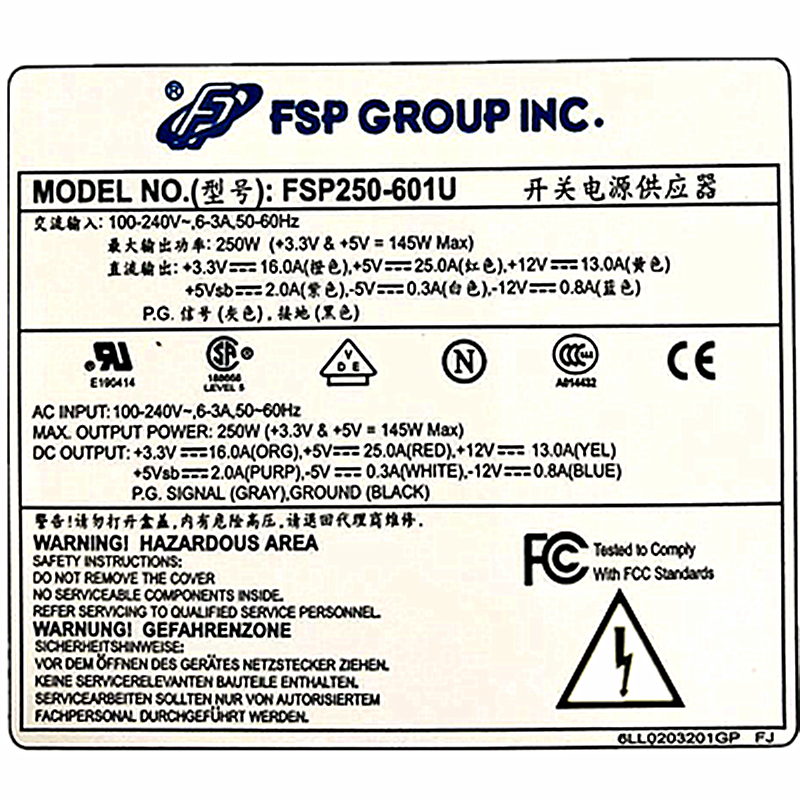 ® FSP GROUP INC.
MODEL NO.(型号): FSP250-601U 开关电源供应器
交流输入: 100-240V~,6-3A,50-60Hz
最大输出功率: 250W (+3.3V & +5V = 145W Max)
直流输出: +3.3V⎓16.0A(橙色),+5V⎓25.0A(红色),+12V⎓13.0A(黄色)
+5Vsb⎓2.0A(紫色),-5V⎓0.3A(白色),-12V⎓0.8A(蓝色)
P.G. 信号(灰色), 接地(黑色)
E190414
SA ®
LEVEL 5
VDE
N
CCC
A014432
CE
AC INPUT: 100-240V~,6-3A,50~60Hz
MAX. OUTPUT POWER: 250W (+3.3V & +5V = 145W Max)
DC OUTPUT: +3.3V⎓16.0A(ORG),+5V⎓25.0A(RED),+12V⎓ 13.0A(YEL)
+5Vsb⎓2.0A(PURP),-5V⎓ 0.3A(WHITE),-12V⎓0.8A(BLUE)
P.G. SIGNAL (GRAY),GROUND (BLACK)
警告!请勿打开盒盖,内有危险高压,请退回代理商维修.
WARNING! HAZARDOUS AREA
SAFETY INSTRUCTIONS:
DO NOT REMOVE THE COVER
NO SERVICEABLE COMPONENTS INSIDE.
REFER SERVICING TO QUALIFIED SERVICE PERSONNEL.
WARNUNG! GEFAHRENZONE
SICHERHEITSHINWEISE:
VOR DEM ÖFFNEN DES GERÄTES NETZSTECKER ZIEHEN.
KEINE SERVICERELEVANTEN BAUTEILE ENTHALTEN.
SERVICEARBEITEN SOLLTEN NUR VON AUTORISIERTEM
FACHPERSONAL DURCHGEFÜHRT WERDEN.
FC Tested to Comply
With FCC Standards
6LL0203201GP FJ